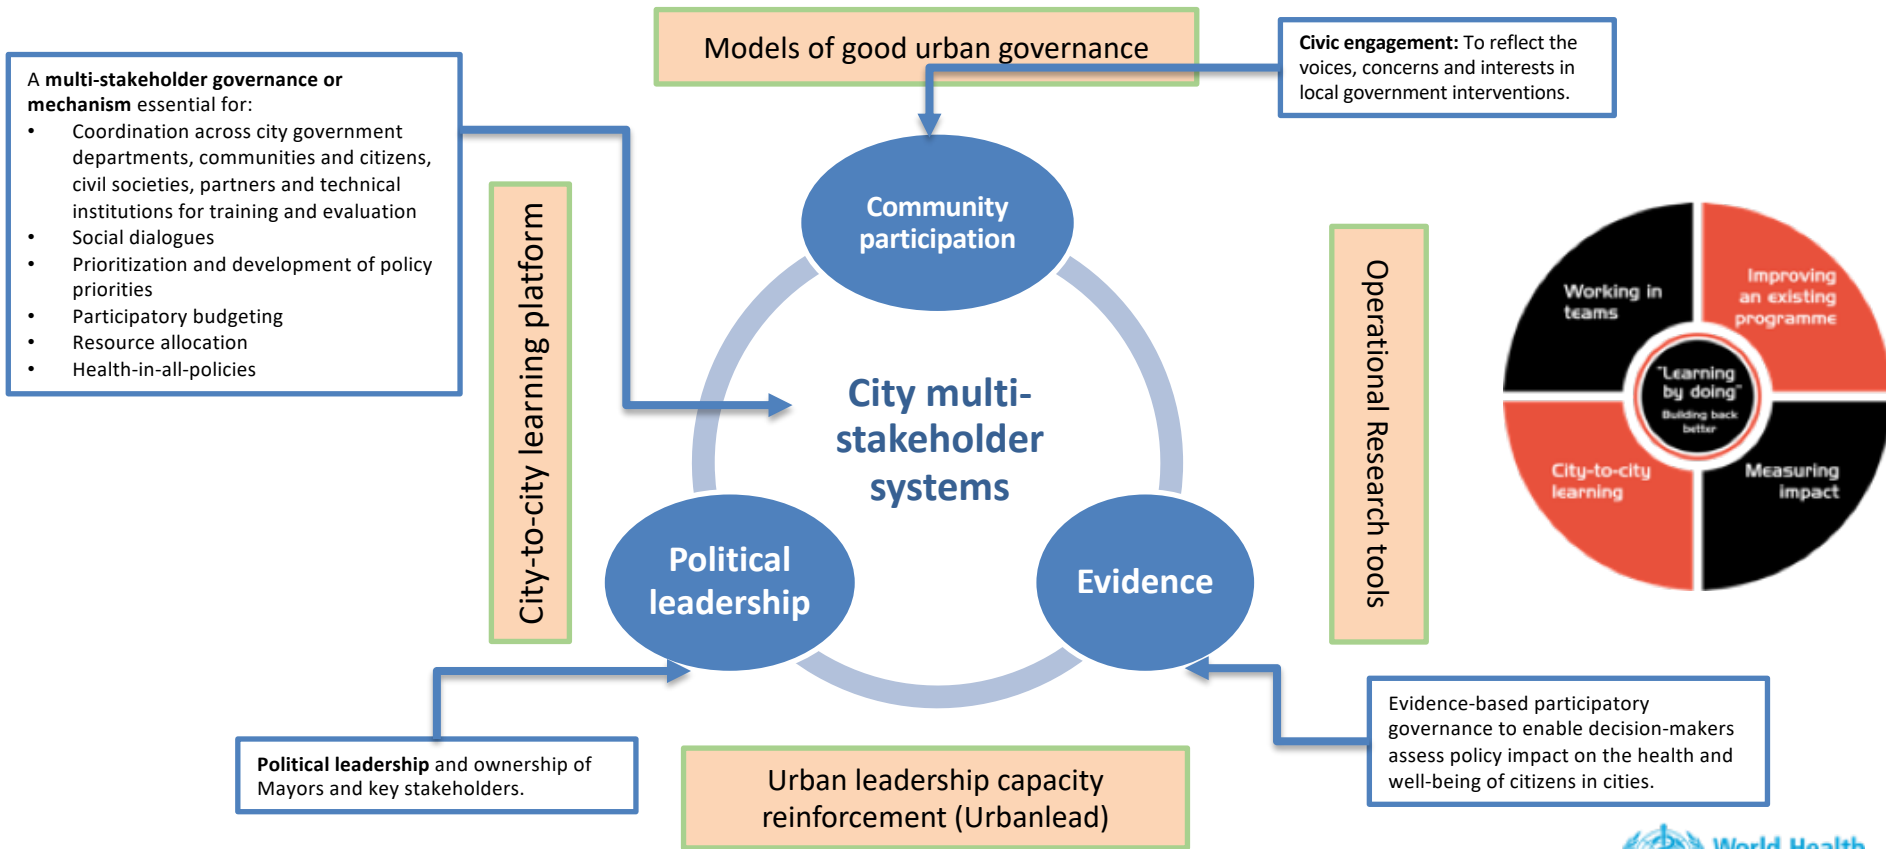 Models of good urban governance
Civic engagement: To reflect the
voices, concerns and interests in
local government interventions.
A multi-stakeholder governance or
mechanism essential for:
• Coordination across city government
departments, communities and citizens,
civil societies, partners and technical
institutions for training and evaluation
• Social dialogues
• Prioritization and development of policy
priorities
• Participatory budgeting
• Resource allocation
• Health-in-all-policies
City-to-city learning platform
Community
participation
City multi-
stakeholder
systems
Political
leadership
Evidence
Operational Research tools
Working in
teams
Improving
an existing
programme
"Learning
by doing"
Building back
better
City-to-city
learning
Measuring
impact
Political leadership and ownership of
Mayors and key stakeholders.
Urban leadership capacity
reinforcement (Urbanlead)
Evidence-based participatory
governance to enable decision-makers
assess policy impact on the health and
well-being of citizens in cities.
World Health